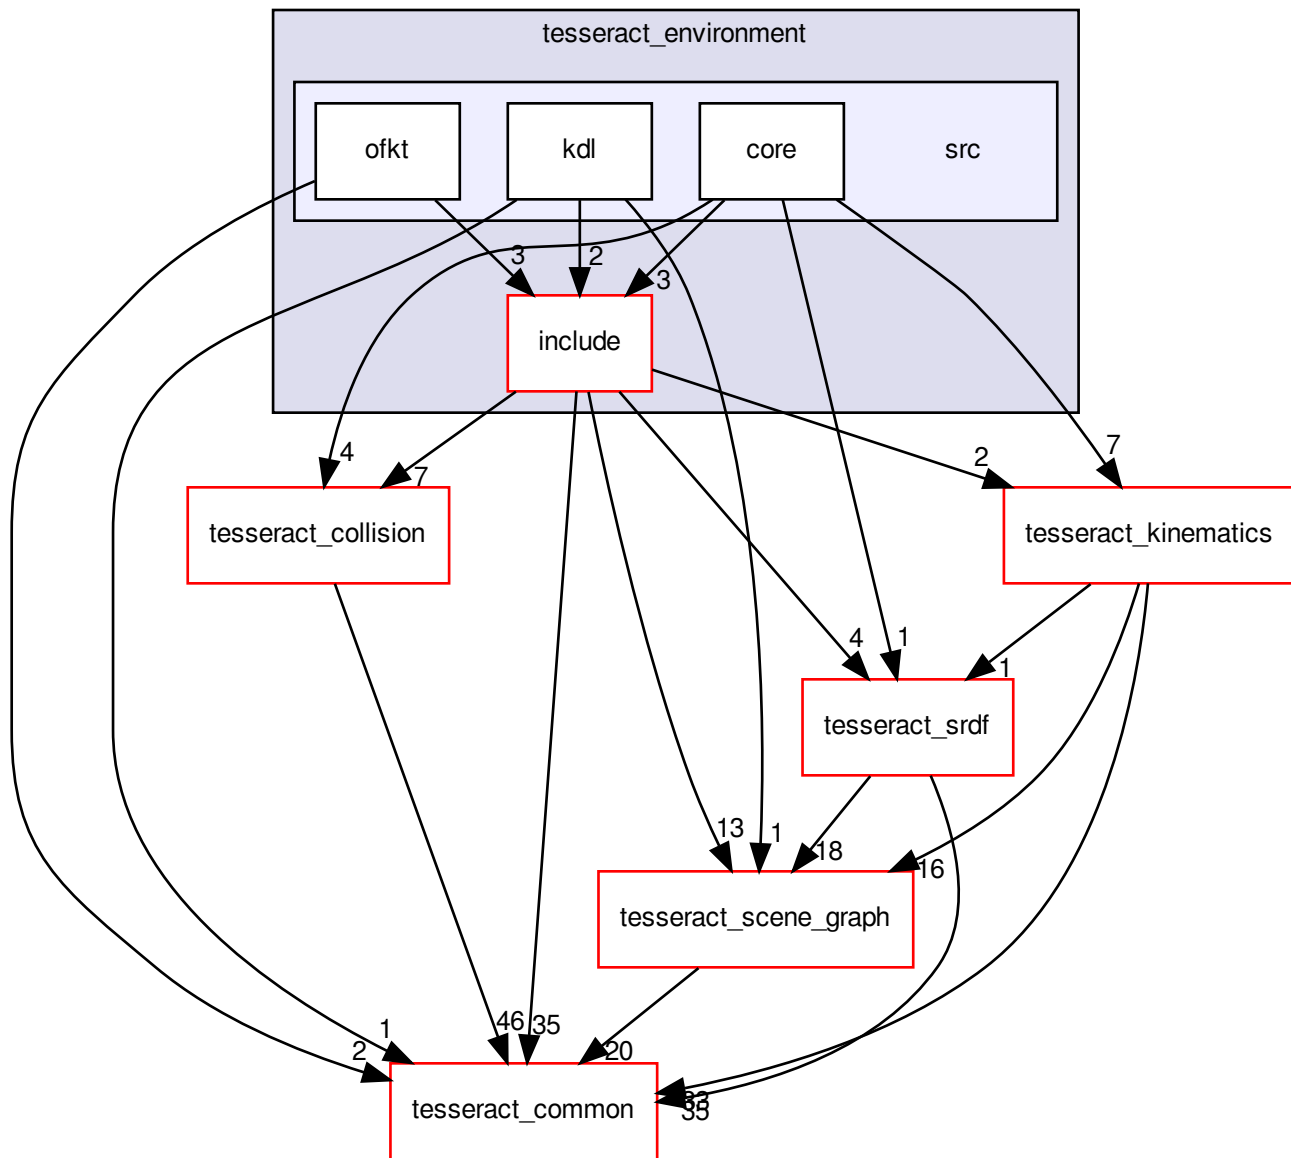 tesseract_environment
ofkt
kdl
core
src
3
2
3
include
4
7
2
7
tesseract_collision
tesseract_kinematics
4
1
1
tesseract_srdf
13
1
18
16
tesseract_scene_graph
46
35
1
2
20
tesseract_common
35